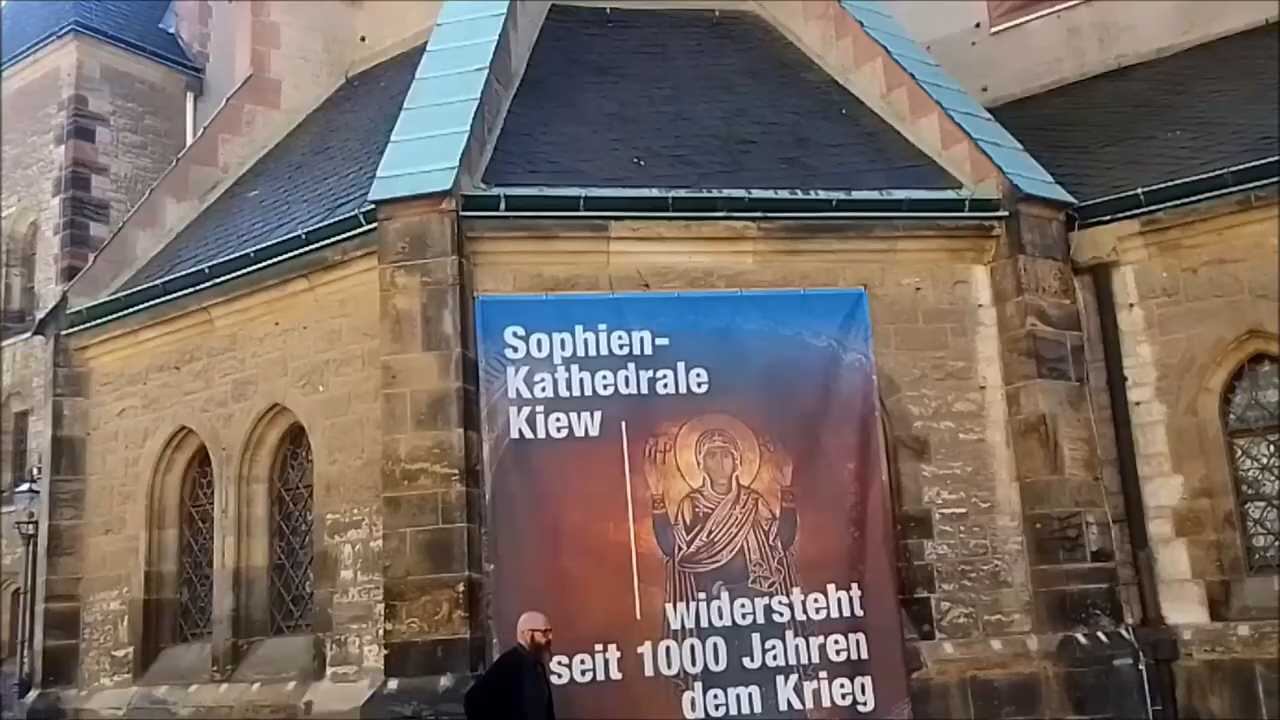 Sophien-
Kathedrale
Kiew
widersteht
seit 1000 Jahren
dem Krieg